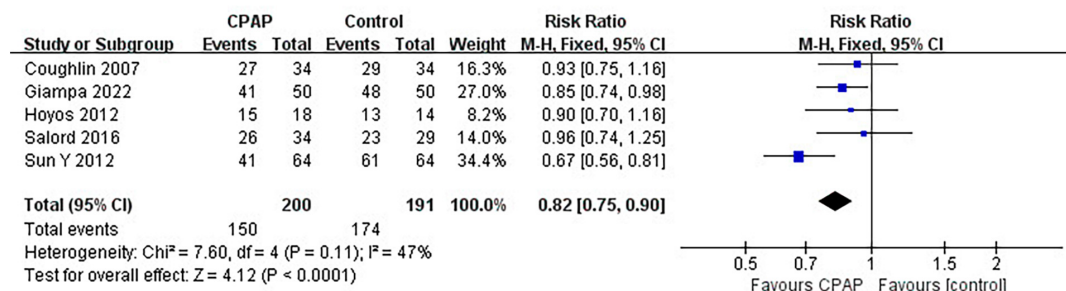 CPAP Control Risk Ratio Risk Ratio
Study or Subgroup Events Total Events Total Weight M-H, Fixed, 95% CI M-H, Fixed, 95% CI
Coughlin 2007 27 34 29 34 16.3% 0.93 [0.75, 1.16]
Giampa 2022 41 50 48 50 27.0% 0.85 [0.74, 0.98]
Hoyos 2012 15 18 13 14 8.2% 0.90 [0.70, 1.16]
Salord 2016 26 34 23 29 14.0% 0.96 [0.74, 1.25]
Sun Y 2012 41 64 61 64 34.4% 0.67 [0.56, 0.81]
Total (95% CI) 200 191 100.0% 0.82 [0.75, 0.90]
Total events 150 174
Heterogeneity: Chi² = 7.60, df = 4 (P = 0.11); I² = 47%
Test for overall effect: Z = 4.12 (P < 0.0001)
0.5 0.7 1 1.5 2
Favours CPAP Favours [control]